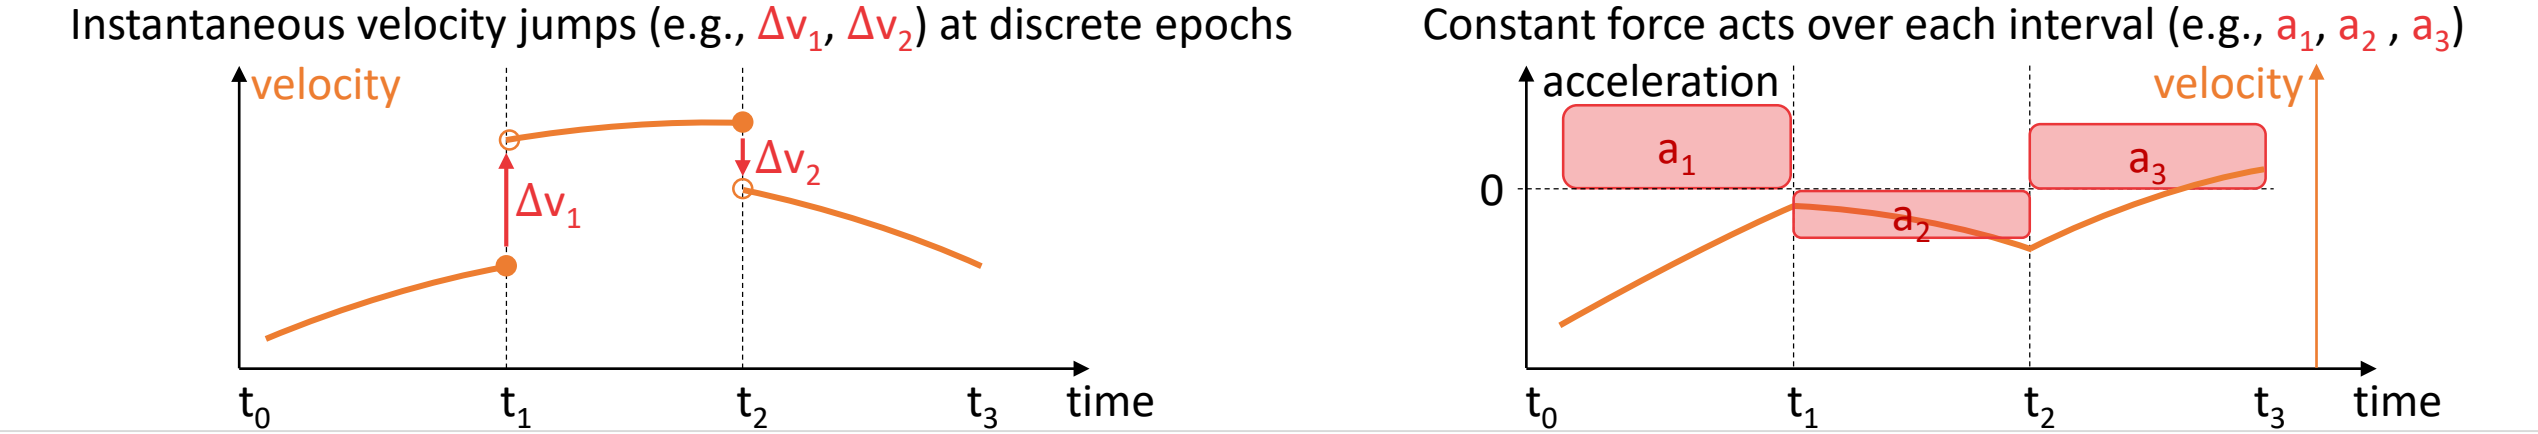 Instantaneous velocity jumps (e.g., Δv₁, Δv₂) at discrete epochs
velocity
Δv₁
Δv₂
t₀ t₁ t₂ t₃ time
Constant force acts over each interval (e.g., a₁, a₂ , a₃)
acceleration
velocity
a₁
a₂
a₃
0
t₀ t₁ t₂ t₃ time